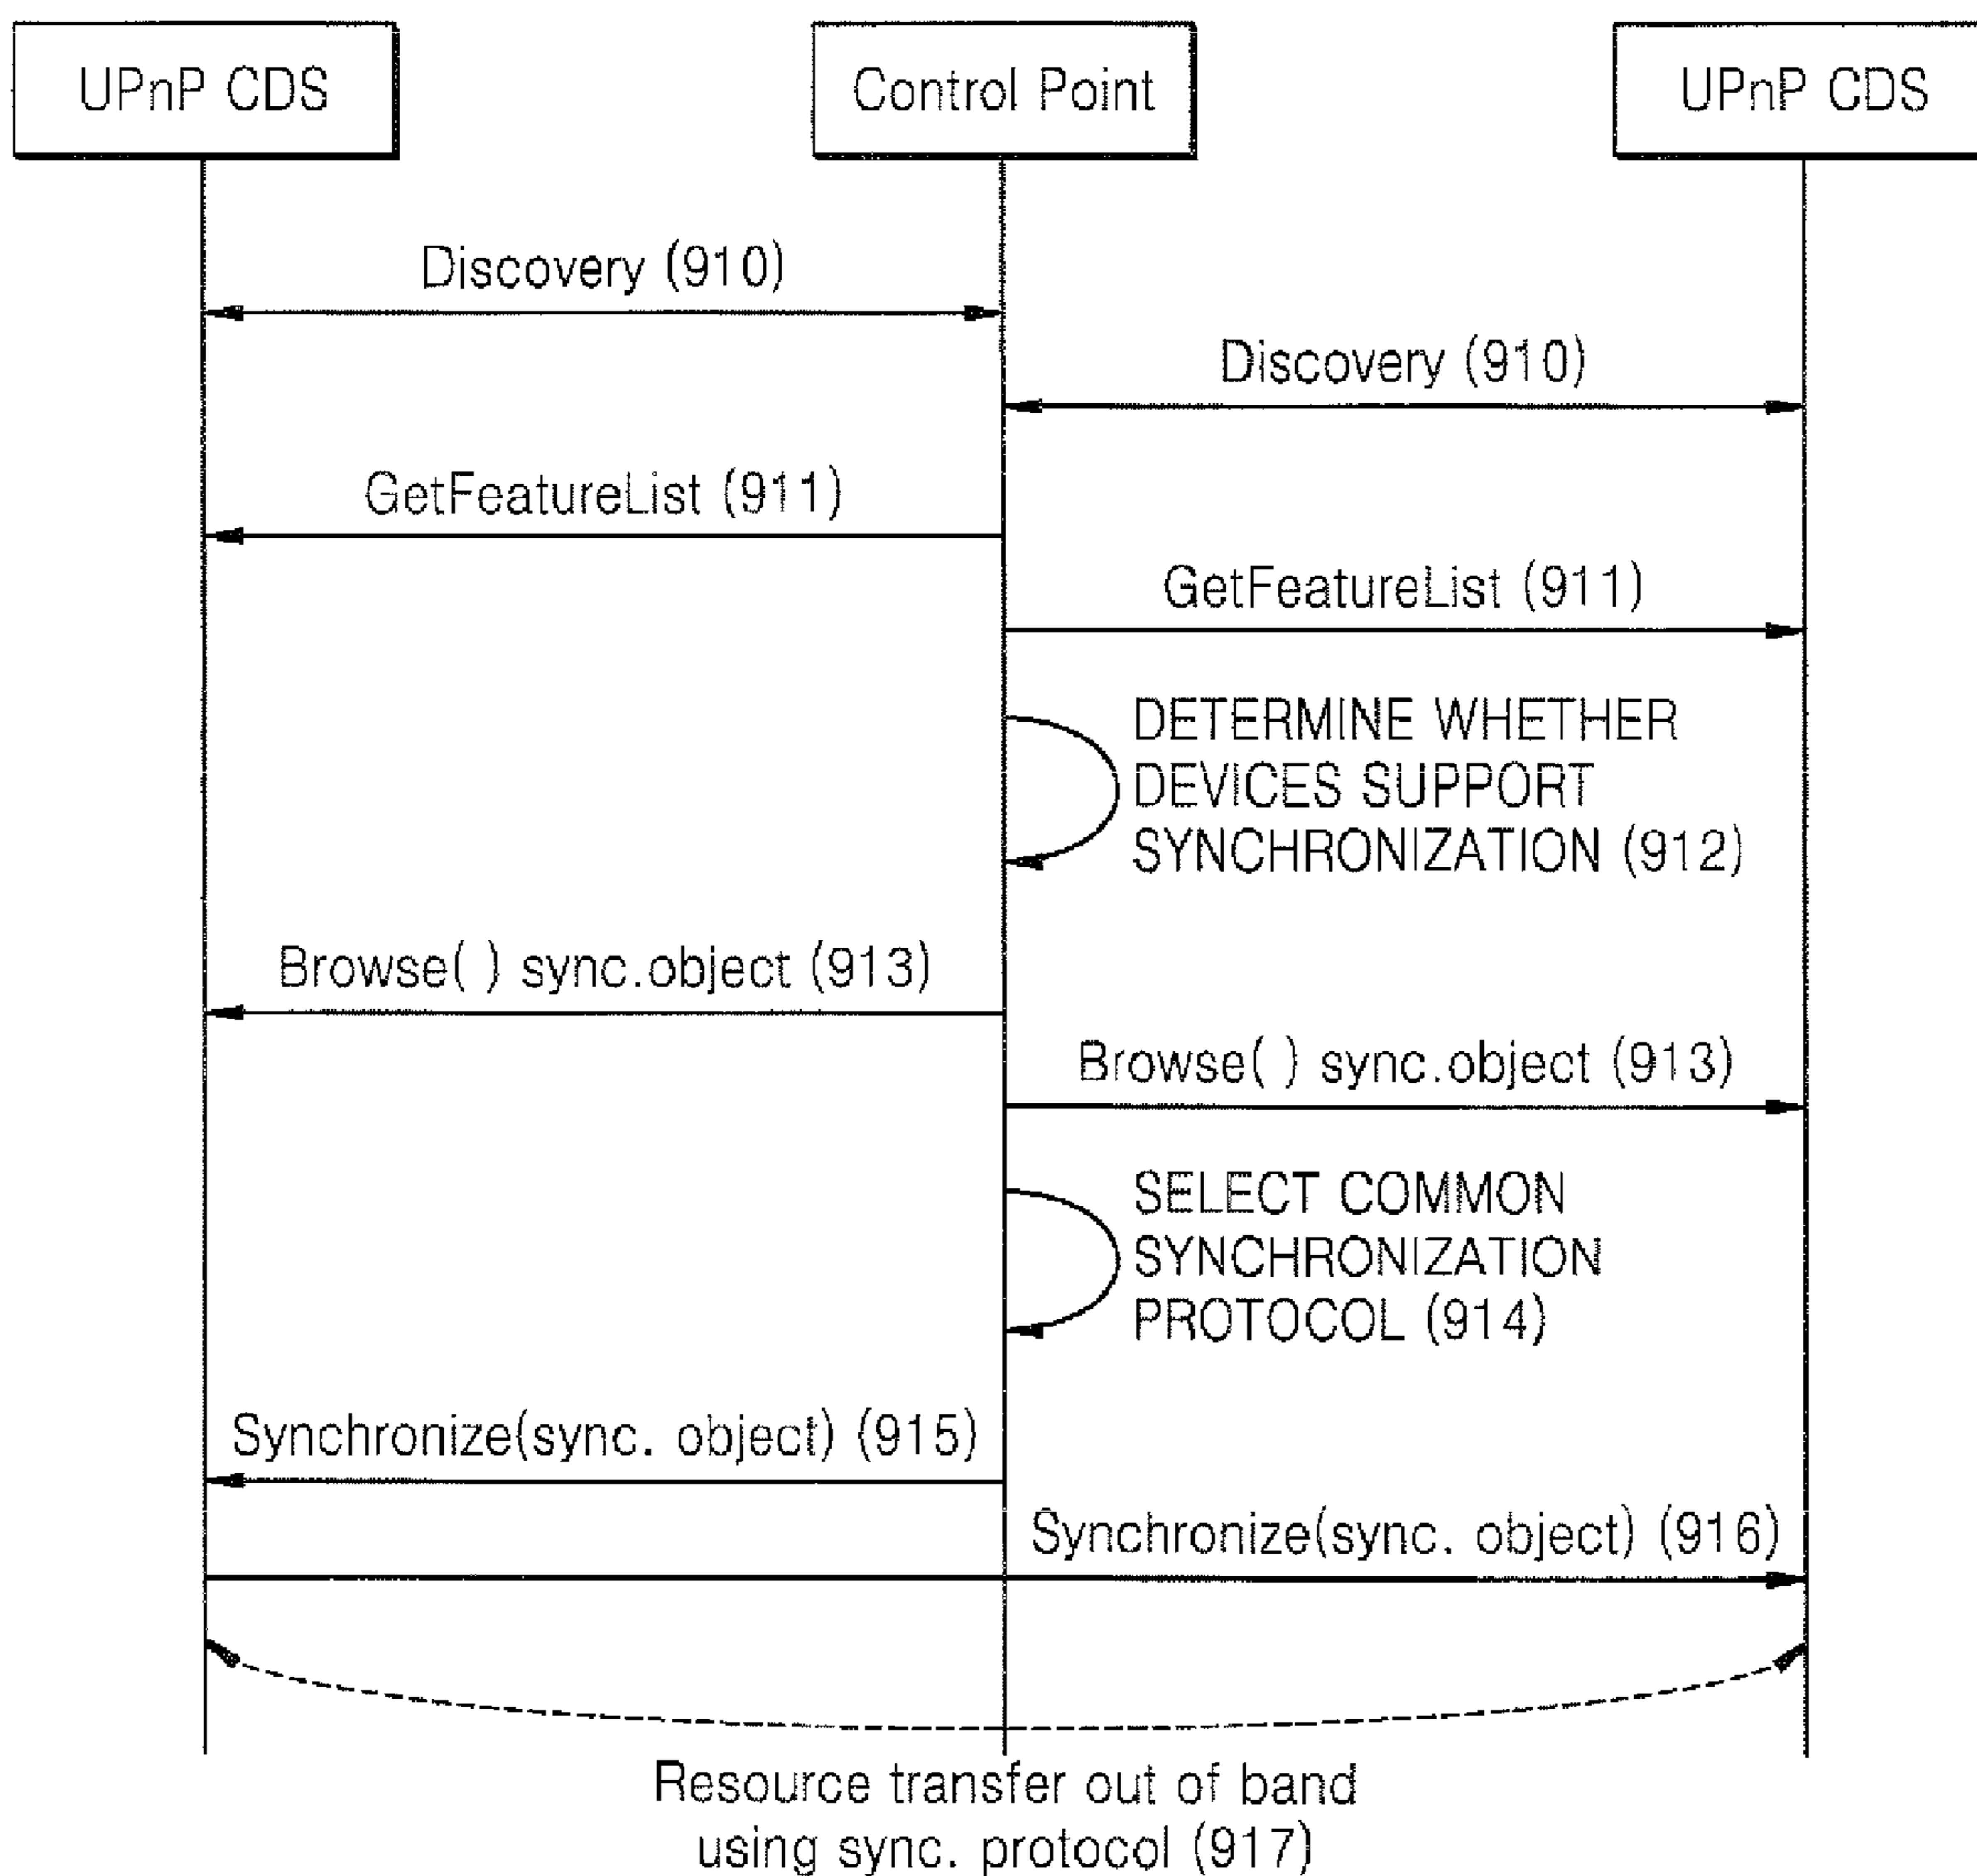 UPnP CDS
Control Point
UPnP CDS
Discovery (910)
Discovery (910)
GetFeatureList (911)
GetFeatureList (911)
DETERMINE WHETHER
DEVICES SUPPORT
SYNCHRONIZATION (912)
Browse( ) sync.object (913)
Browse( ) sync.object (913)
SELECT COMMON
SYNCHRONIZATION
PROTOCOL (914)
Synchronize(sync. object) (915)
Synchronize(sync. object) (916)
Resource transfer out of band
using sync. protocol (917)